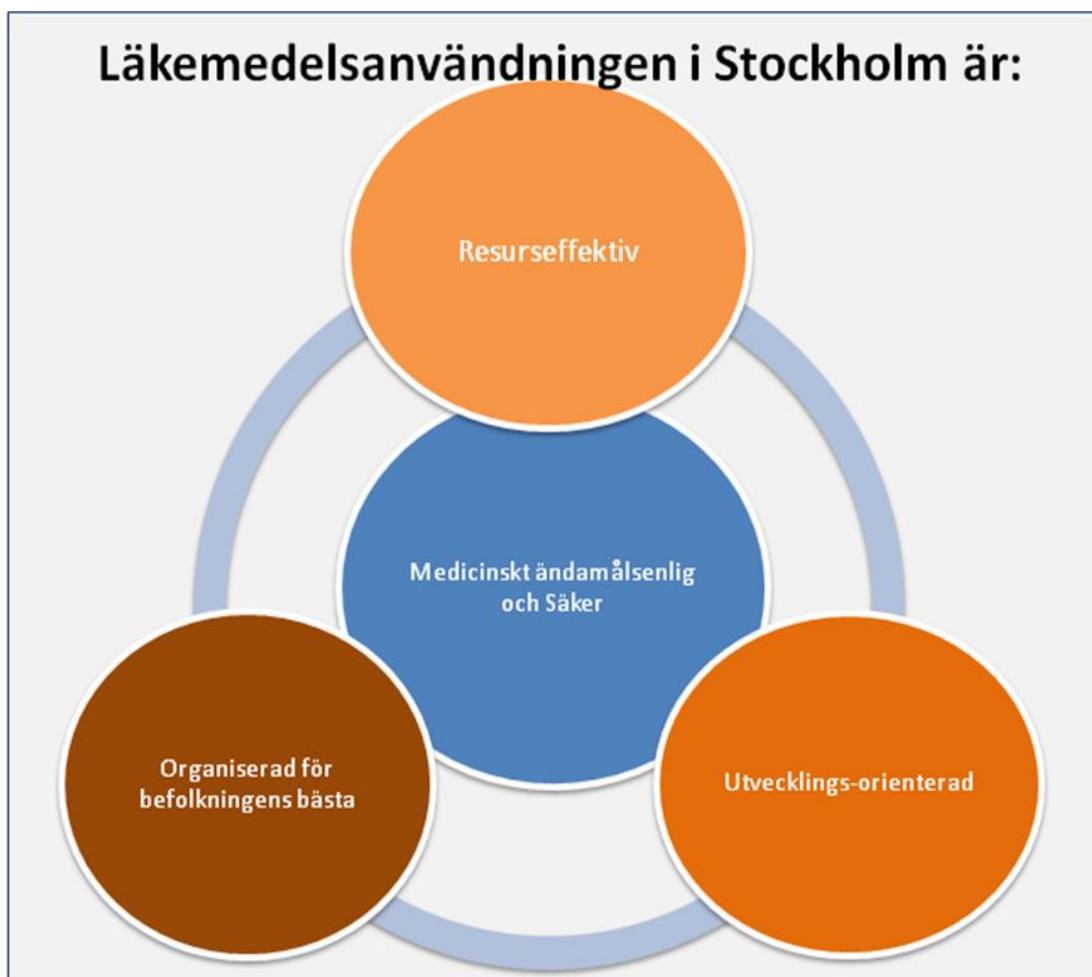 Läkemedelsanvändningen i Stockholm är:
Resurseffektiv
Medicinskt ändamålsenlig
och Säker
Organiserad för
befolkningens bästa
Utvecklings-orienterad